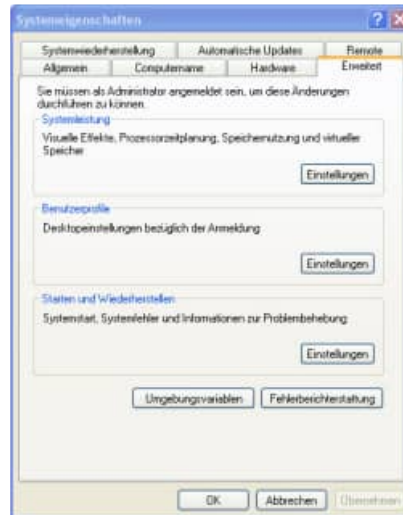 Systemeigenschaften
Systemwiederherstellung Automatische Updates Remote
Allgemein Computername Hardware Erweitert
Sie müssen als Administrator angemeldet sein, um diese Änderungen
durchführen zu können.
Systemleistung
Visuelle Effekte, Prozessorzeitplanung, Speichernutzung und virtueller
Speicher
Einstellungen
Benutzerprofile
Desktopeinstellungen bezüglich der Anmeldung
Einstellungen
Starten und Wiederherstellen
Systemstart, Systemfehler und Informationen zur Problembehebung
Einstellungen
Umgebungsvariablen Fehlerberichterstattung
OK Abbrechen Übernehmen